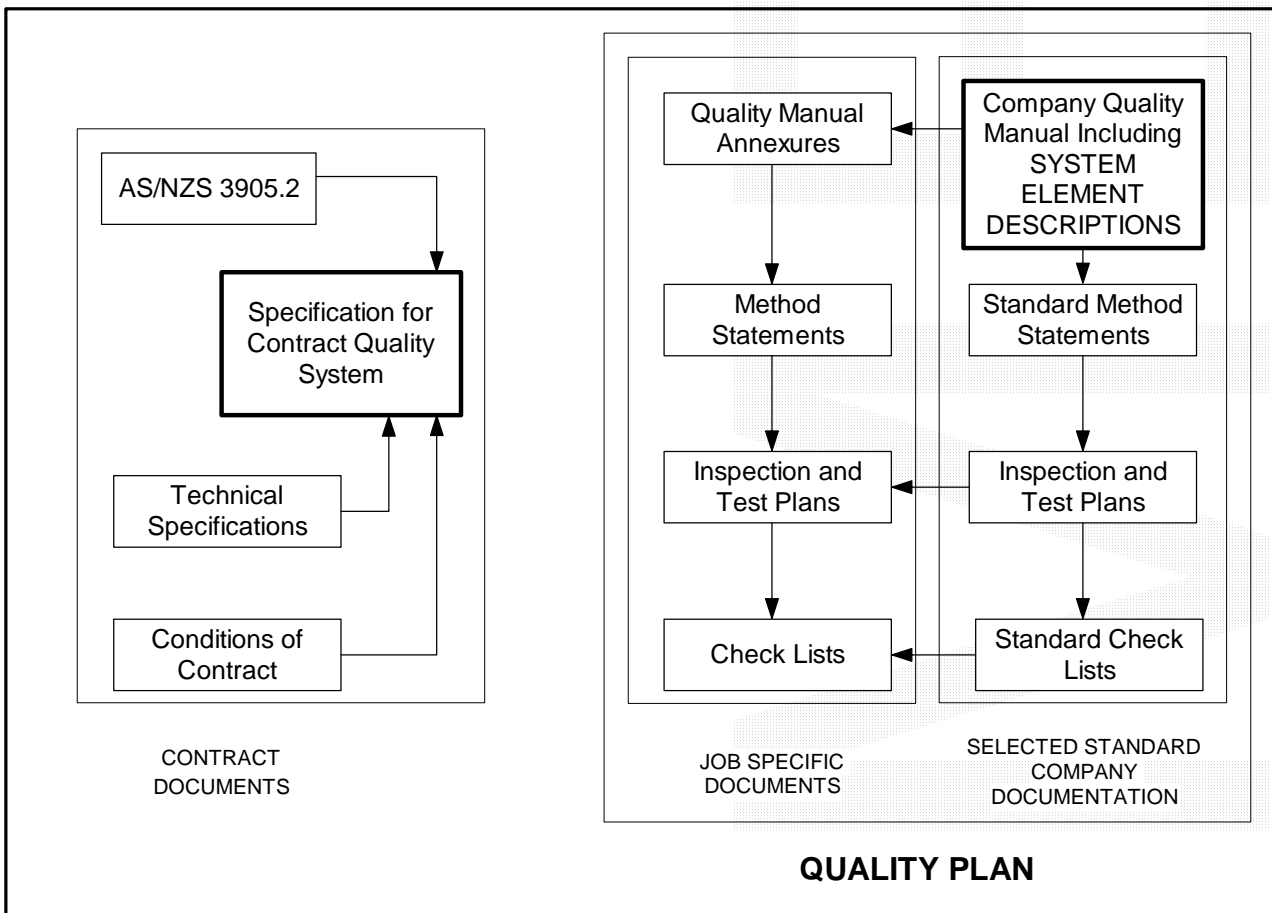 AS/NZS 3905.2
Specification for
Contract Quality
System
Technical
Specifications
Conditions of
Contract
CONTRACT
DOCUMENTS
Quality Manual
Annexures
Method
Statements
Inspection and
Test Plans
Check Lists
JOB SPECIFIC
DOCUMENTS
Company Quality
Manual Including
SYSTEM
ELEMENT
DESCRIPTIONS
Standard Method
Statements
Inspection and
Test Plans
Standard Check
Lists
SELECTED STANDARD
COMPANY
DOCUMENTATION
QUALITY PLAN